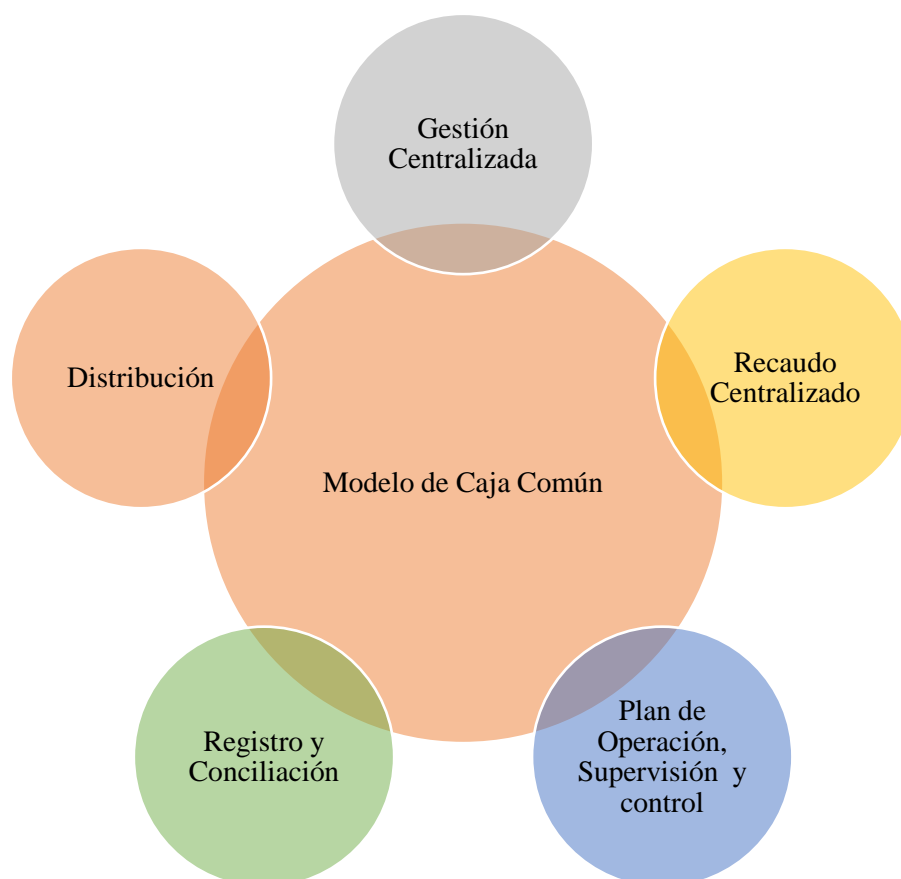 Gestión
Centralizada
Distribución
Recaudo
Centralizado
Modelo de Caja Común
Registro y
Conciliación
Plan de
Operación,
Supervisión y
control